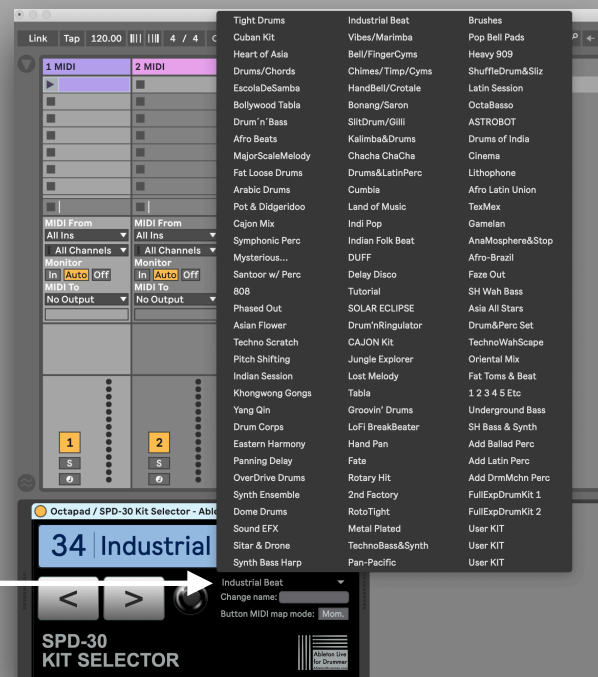 Link Tap 120.00 4 / 4
1 MIDI
2 MIDI
MIDI From
All Ins
All Channels
Monitor
In Auto Off
MIDI To
No Output
MIDI From
All Ins
All Channels
Monitor
In Auto Off
MIDI To
No Output
1
S
2
S
Tight Drums
Cuban Kit
Heart of Asia
Drums/Chords
EscolaDeSamba
Bollywood Tabla
Drum´n´Bass
Afro Beats
MajorScaleMelody
Fat Loose Drums
Arabic Drums
Pot & Didgeridoo
Cajon Mix
Symphonic Perc
Mysterious...
Santoor w/ Perc
808
Phased Out
Asian Flower
Techno Scratch
Pitch Shifting
Indian Session
Khongwong Gongs
Yang Qin
Drum Corps
Eastern Harmony
Panning Delay
OverDrive Drums
Synth Ensemble
Dome Drums
Sound EFX
Sitar & Drone
Synth Bass Harp
Industrial Beat
Vibes/Marimba
Bell/FingerCyms
Chimes/Timp/Cyms
HandBell/Crotale
Bonang/Saron
SlitDrum/Gilli
Kalimba&Drums
Chacha ChaCha
Drums&LatinPerc
Cumbia
Land of Music
Indi Pop
Indian Folk Beat
DUFF
Delay Disco
Tutorial
SOLAR ECLIPSE
Drum'nRingulator
CAJON Kit
Jungle Explorer
Lost Melody
Tabla
Groovin' Drums
LoFi BreakBeater
Hand Pan
Fate
Rotary Hit
2nd Factory
RotoTight
Metal Plated
TechnoBass&Synth
Pan-Pacific
Brushes
Pop Bell Pads
Heavy 909
ShuffleDrum&Sliz
Latin Session
OctaBasso
ASTROBOT
Drums of India
Cinema
Lithophone
Afro Latin Union
TexMex
Gamelan
AnaMosphere&Stop
Afro-Brazil
Faze Out
SH Wah Bass
Asia All Stars
Drum&Perc Set
TechnoWahScape
Oriental Mix
Fat Toms & Beat
1 2 3 4 5 Etc
Underground Bass
SH Bass & Synth
Add Ballad Perc
Add Latin Perc
Add DrmMchn Perc
FullExpDrumKit 1
FullExpDrumKit 2
User KIT
User KIT
User KIT
Octapad / SPD-30 Kit Selector - Able
34 Industrial
Industrial Beat
Change name:
Button MIDI map mode: Mom.
< >
SPD-30
KIT SELECTOR
Ableton Live
for Drummer